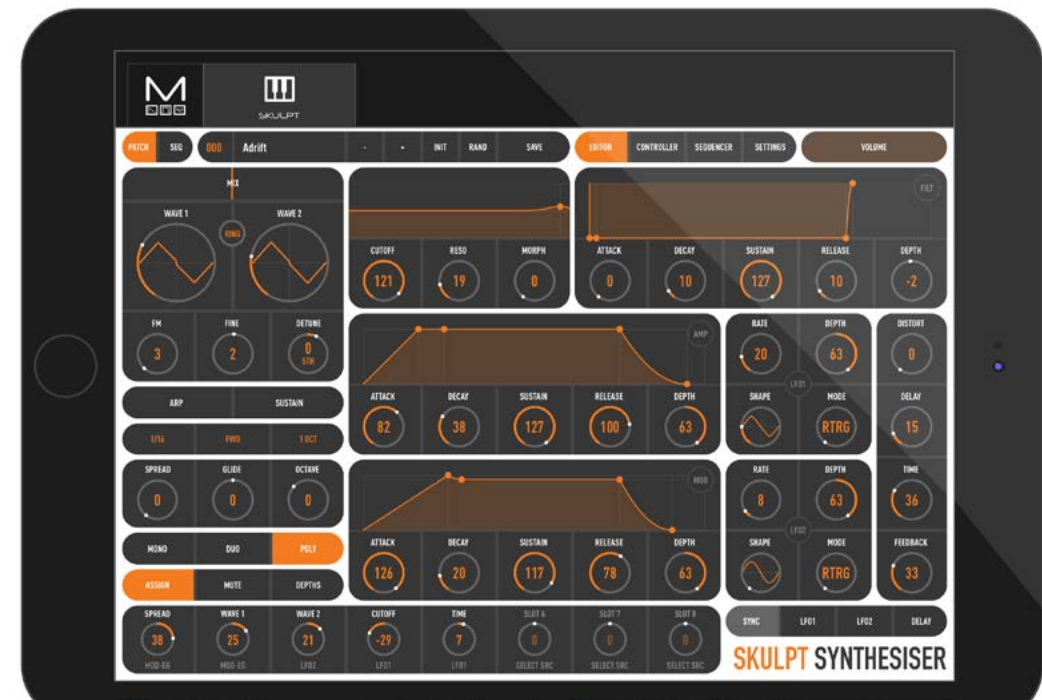 SKULPT
PATCH SEQ 000 Adrift - + INIT RAND SAVE EDITOR CONTROLLER SEQUENCER SETTINGS VOLUME
MIX
WAVE 1 WAVE 2
RING
FM FINE DETUNE
3 2 0
5TH
CUTOFF RESO MORPH
121 19 0
FILT
ATTACK DECAY SUSTAIN RELEASE DEPTH
0 10 127 10 -2
ARP SUSTAIN
1/16 FWD 1 OCT
AMP
ATTACK DECAY SUSTAIN RELEASE DEPTH
82 38 127 100 63
RATE DEPTH
20 63
LFO1
SHAPE MODE
RTRG
DISTORT
0
DELAY
15
TIME
36
FEEDBACK
33
SPREAD GLIDE OCTAVE
0 0 0
MONO DUO POLY
ASSIGN MUTE DEPTHS
MOD
ATTACK DECAY SUSTAIN RELEASE DEPTH
126 20 117 78 63
RATE DEPTH
8 63
LFO2
SHAPE MODE
RTRG
SPREAD WAVE 1 WAVE 2 CUTOFF TIME SLOT 6 SLOT 7 SLOT 8
38 25 21 -29 7 0 0 0
MOD-EG MOD-EG LFO2 LFO1 LFO1 SELECT SRC SELECT SRC SELECT SRC
SYNC LFO1 LFO2 DELAY
SKULPT SYNTHESISER